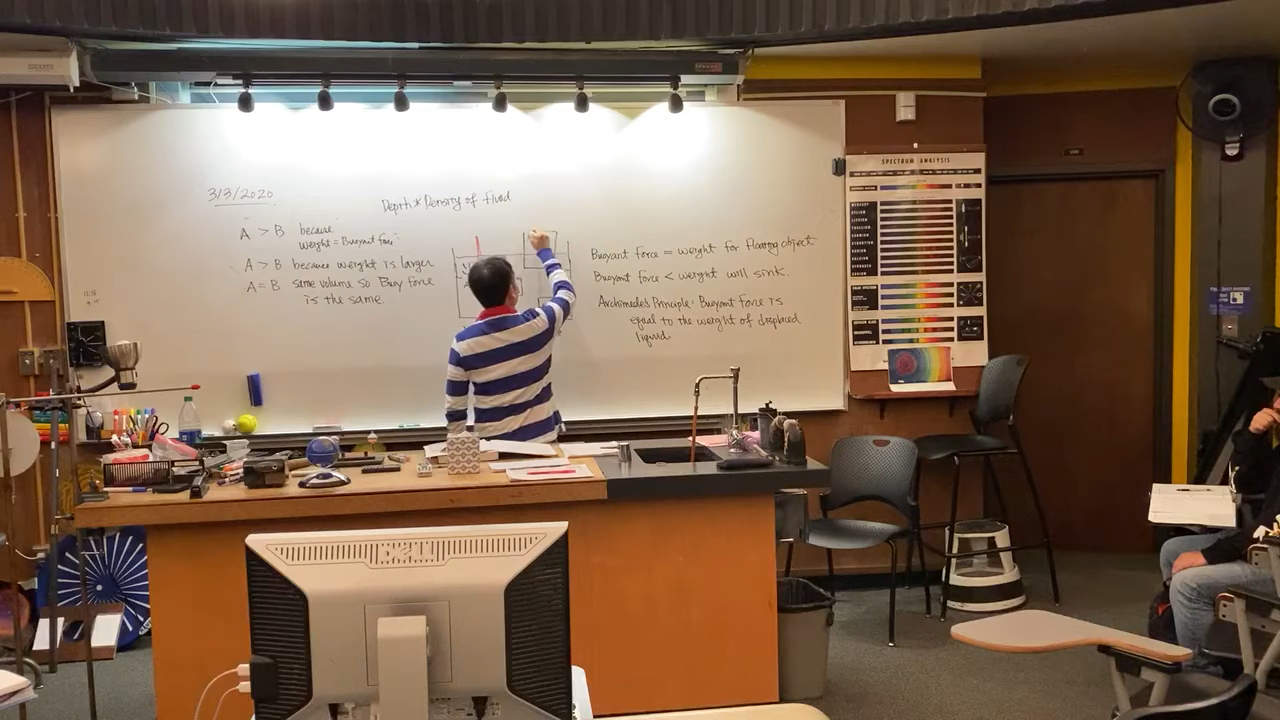 3/3/2020
Depth * Density of fluid
A > B because
weight = Buoyant Force
A > B because weight is larger
A = B same volume so Buoy force
is the same.
Buoyant Force = weight for Floating object
Buoyant Force < weight will sink.
Archimede's Principle: Buoyant Force is
equal to the weight of displaced
liquid
SPECTRUM ANALYSIS